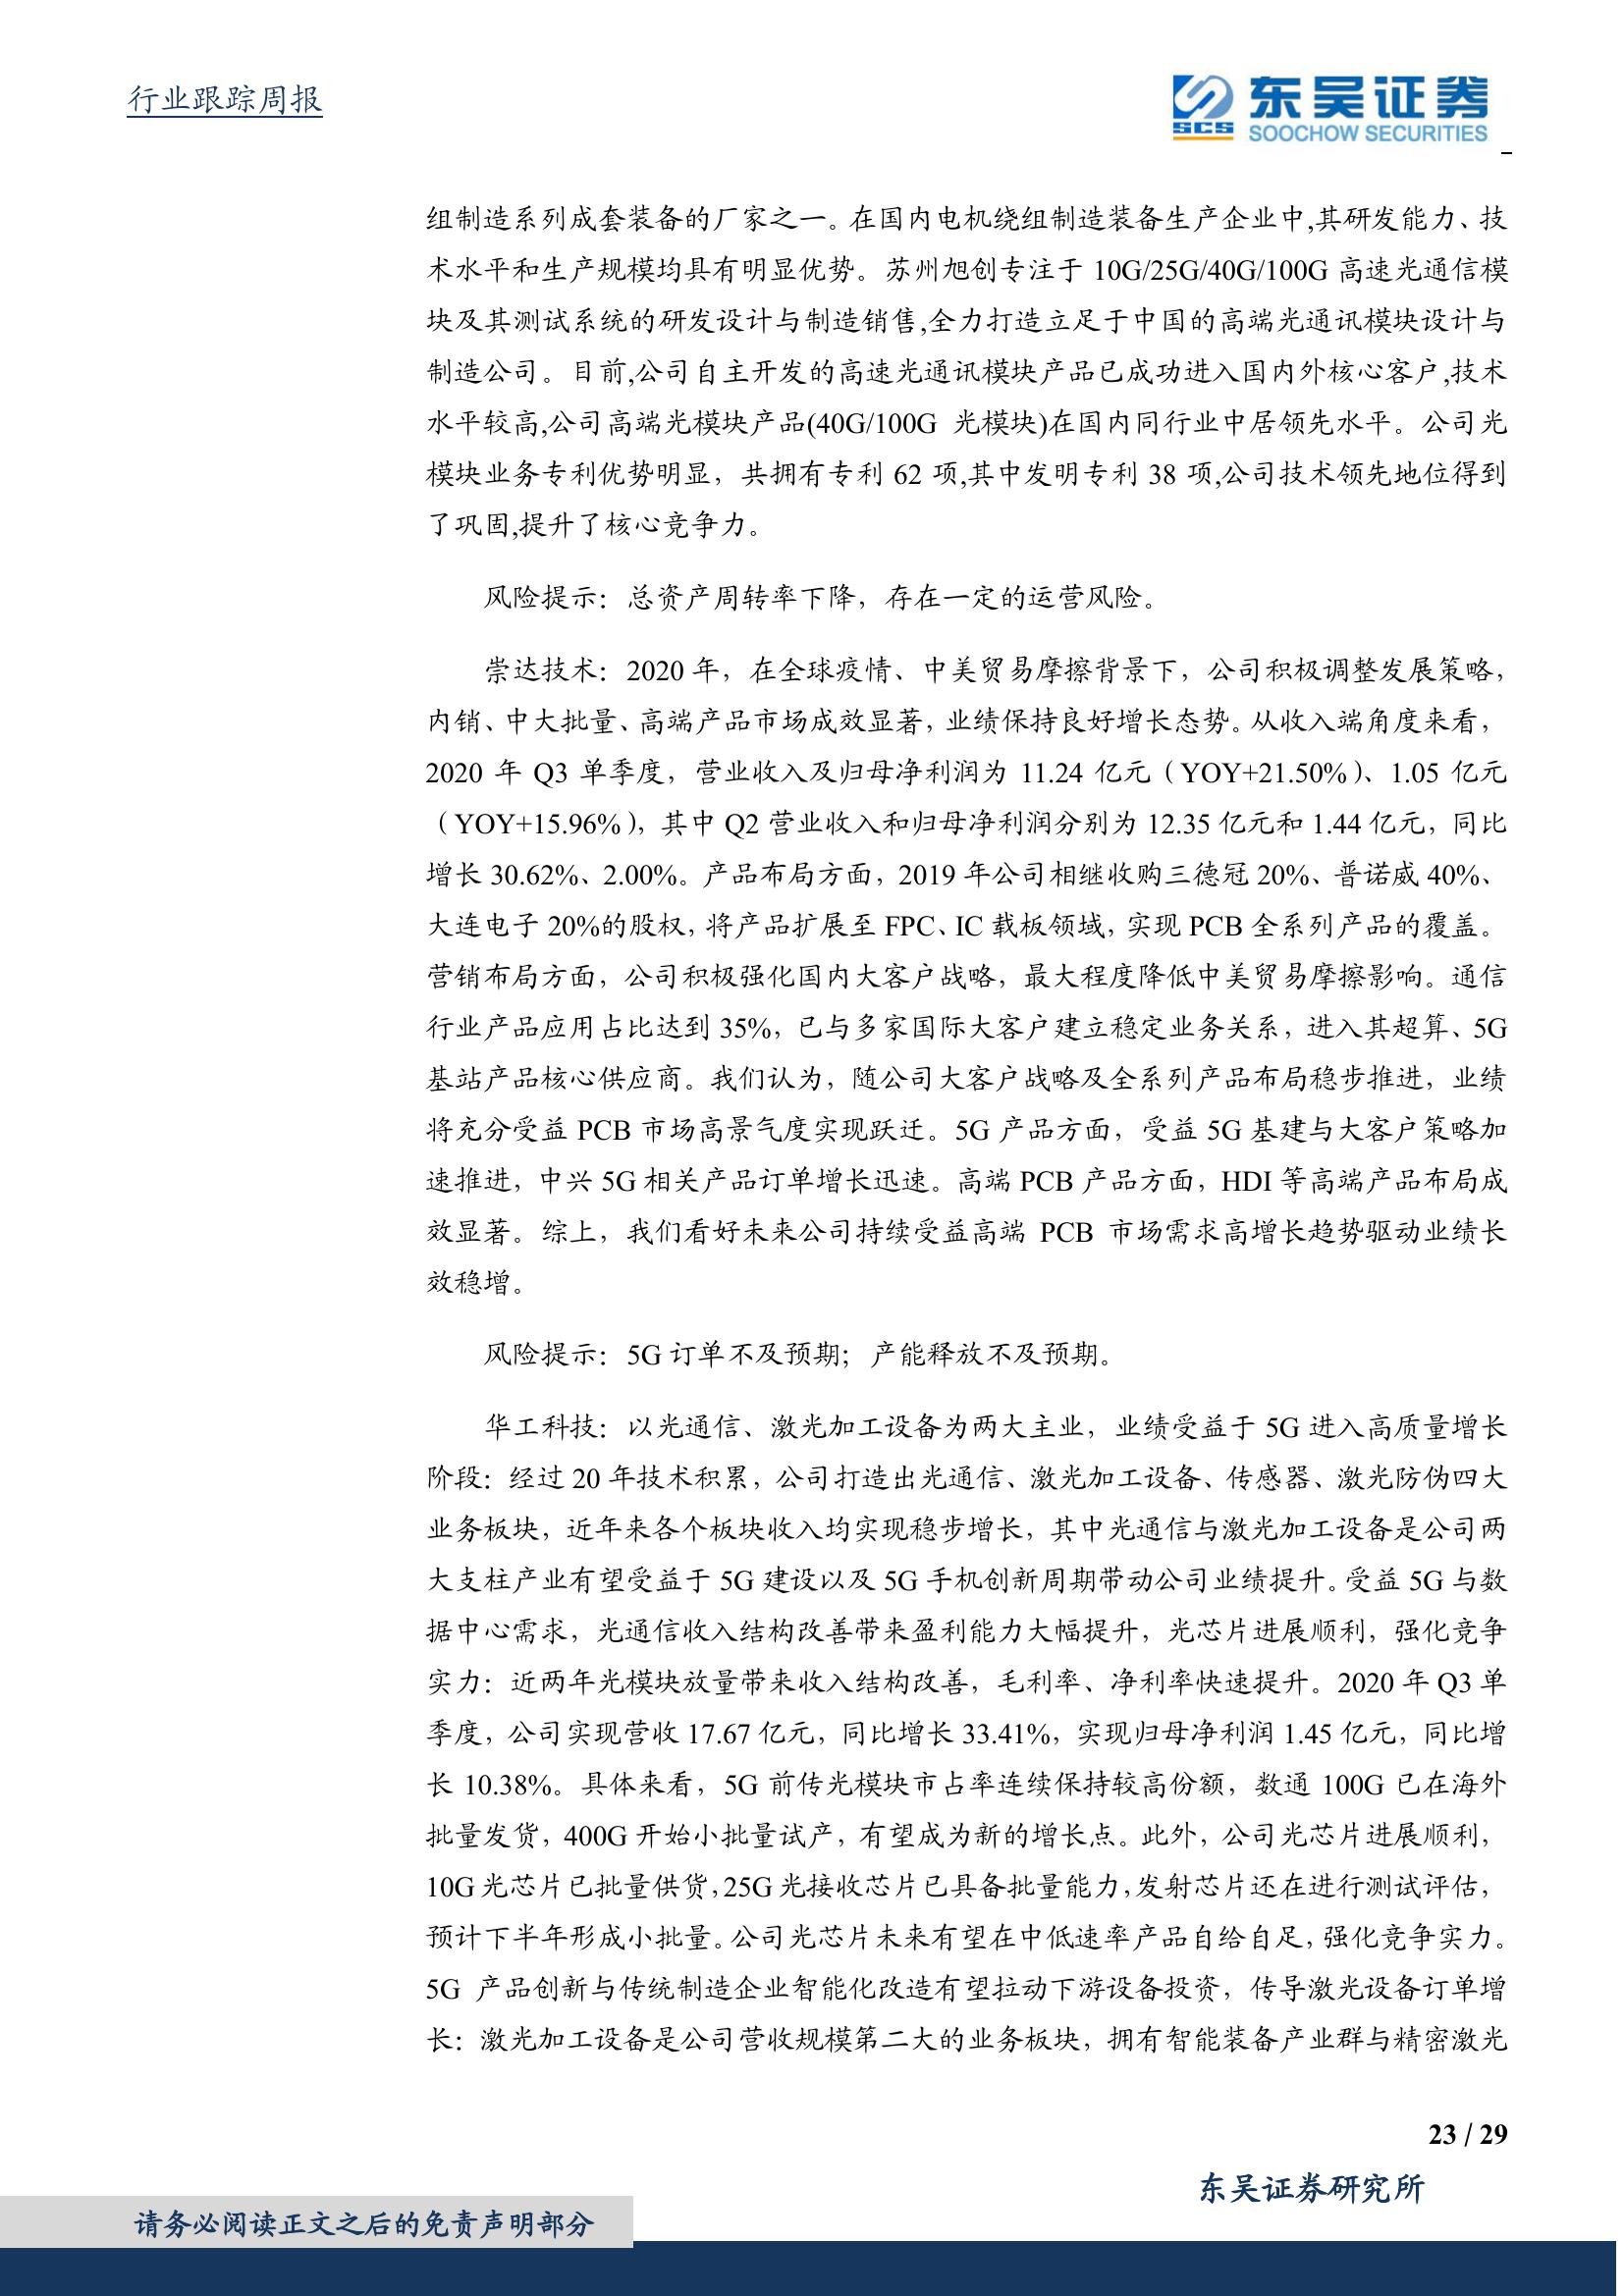 行业跟踪周报
东吴证券
SCS
SOOCHOW SECURITIES
组制造系列成套装备的厂家之一。在国内电机绕组制造装备生产企业中,其研发能力、技
术水平和生产规模均具有明显优势。苏州旭创专注于 10G/25G/40G/100G 高速光通信模
块及其测试系统的研发设计与制造销售,全力打造立足于中国的高端光通讯模块设计与
制造公司。目前,公司自主开发的高速光通讯模块产品已成功进入国内外核心客户,技术
水平较高,公司高端光模块产品(40G/100G 光模块)在国内同行业中居领先水平。公司光
模块业务专利优势明显，共拥有专利 62 项,其中发明专利 38 项,公司技术领先地位得到
了巩固,提升了核心竞争力。
风险提示：总资产周转率下降，存在一定的运营风险。
崇达技术：2020 年，在全球疫情、中美贸易摩擦背景下，公司积极调整发展策略，
内销、中大批量、高端产品市场成效显著，业绩保持良好增长态势。从收入端角度来看，
2020 年 Q3 单季度，营业收入及归母净利润为 11.24 亿元（YOY+21.50%）、1.05 亿元
（YOY+15.96%），其中 Q2 营业收入和归母净利润分别为 12.35 亿元和 1.44 亿元，同比
增长 30.62%、2.00%。产品布局方面，2019 年公司相继收购三德冠 20%、普诺威 40%、
大连电子 20%的股权，将产品扩展至 FPC、IC 载板领域，实现 PCB 全系列产品的覆盖。
营销布局方面，公司积极强化国内大客户战略，最大程度降低中美贸易摩擦影响。通信
行业产品应用占比达到 35%，已与多家国际大客户建立稳定业务关系，进入其超算、5G
基站产品核心供应商。我们认为，随公司大客户战略及全系列产品布局稳步推进，业绩
将充分受益 PCB 市场高景气度实现跃迁。5G 产品方面，受益 5G 基建与大客户策略加
速推进，中兴 5G 相关产品订单增长迅速。高端 PCB 产品方面，HDI 等高端产品布局成
效显著。综上，我们看好未来公司持续受益高端 PCB 市场需求高增长趋势驱动业绩长
效稳增。
风险提示：5G 订单不及预期；产能释放不及预期。
华工科技：以光通信、激光加工设备为两大主业，业绩受益于 5G 进入高质量增长
阶段：经过 20 年技术积累，公司打造出光通信、激光加工设备、传感器、激光防伪四大
业务板块，近年来各个板块收入均实现稳步增长，其中光通信与激光加工设备是公司两
大支柱产业有望受益于 5G 建设以及 5G 手机创新周期带动公司业绩提升。受益 5G 与数
据中心需求，光通信收入结构改善带来盈利能力大幅提升，光芯片进展顺利，强化竞争
实力：近两年光模块放量带来收入结构改善，毛利率、净利率快速提升。2020 年 Q3 单
季度，公司实现营收 17.67 亿元，同比增长 33.41%，实现归母净利润 1.45 亿元，同比增
长 10.38%。具体来看，5G 前传光模块市占率连续保持较高份额，数通 100G 已在海外
批量发货，400G 开始小批量试产，有望成为新的增长点。此外，公司光芯片进展顺利，
10G 光芯片已批量供货，25G 光接收芯片已具备批量能力，发射芯片还在进行测试评估，
预计下半年形成小批量。公司光芯片未来有望在中低速率产品自给自足，强化竞争实力。
5G 产品创新与传统制造企业智能化改造有望拉动下游设备投资，传导激光设备订单增
长：激光加工设备是公司营收规模第二大的业务板块，拥有智能装备产业群与精密激光
23 / 29
东吴证券研究所
请务必阅读正文之后的免责声明部分